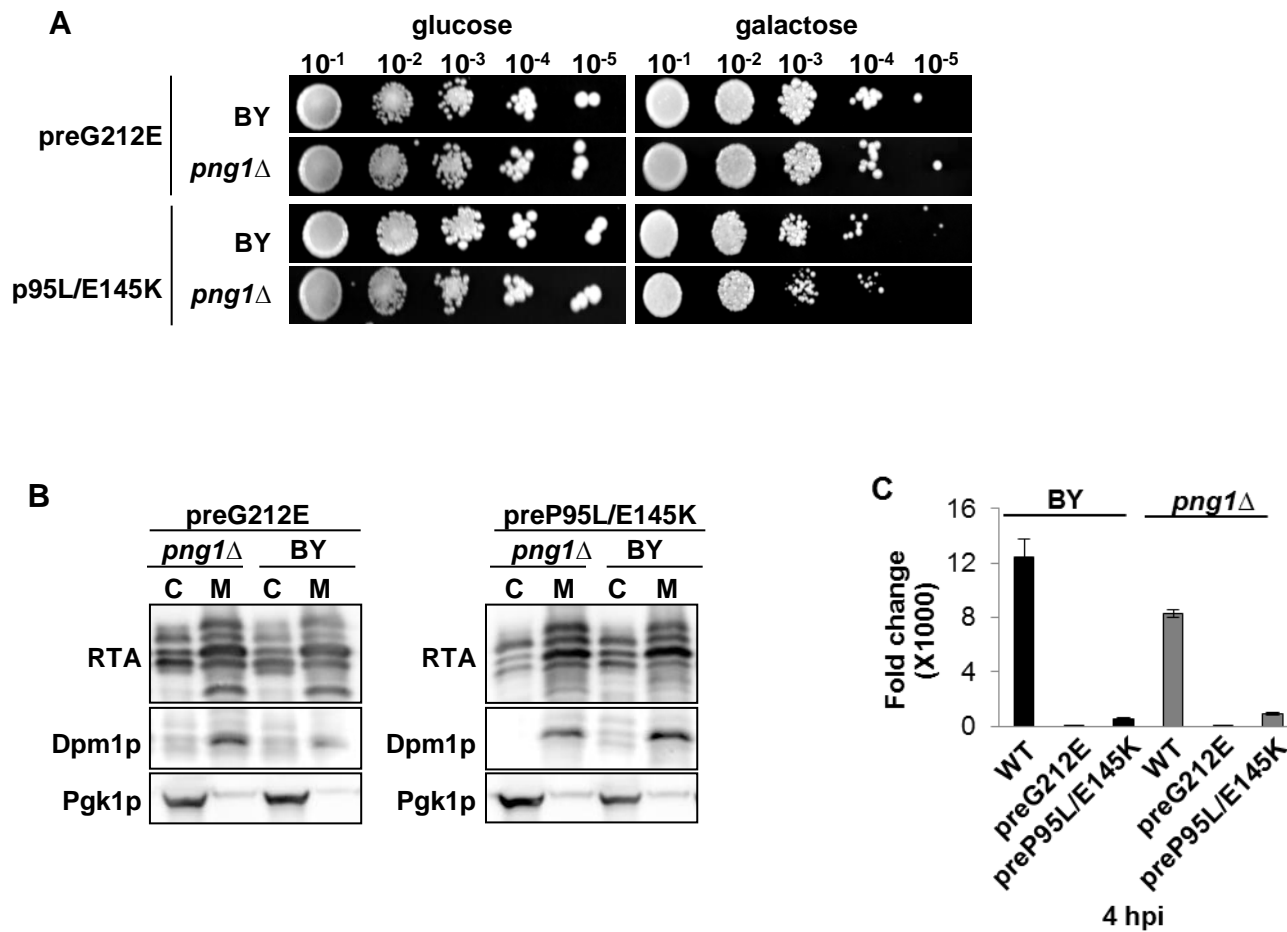 A
glucose galactose
10-1 10-2 10-3 10-4 10-5 10-1 10-2 10-3 10-4 10-5
preG212E
BY
png1Δ
p95L/E145K
BY
png1Δ
B
preG212E
png1Δ BY
C M C M
RTA
Dpm1p
Pgk1p
preP95L/E145K
png1Δ BY
C M C M
RTA
Dpm1p
Pgk1p
C
BY png1Δ
Fold change
(X1000)
16
12
8
4
0
WT
preG212E
preP95L/E145K
WT
preG212E
preP95L/E145K
4 hpi